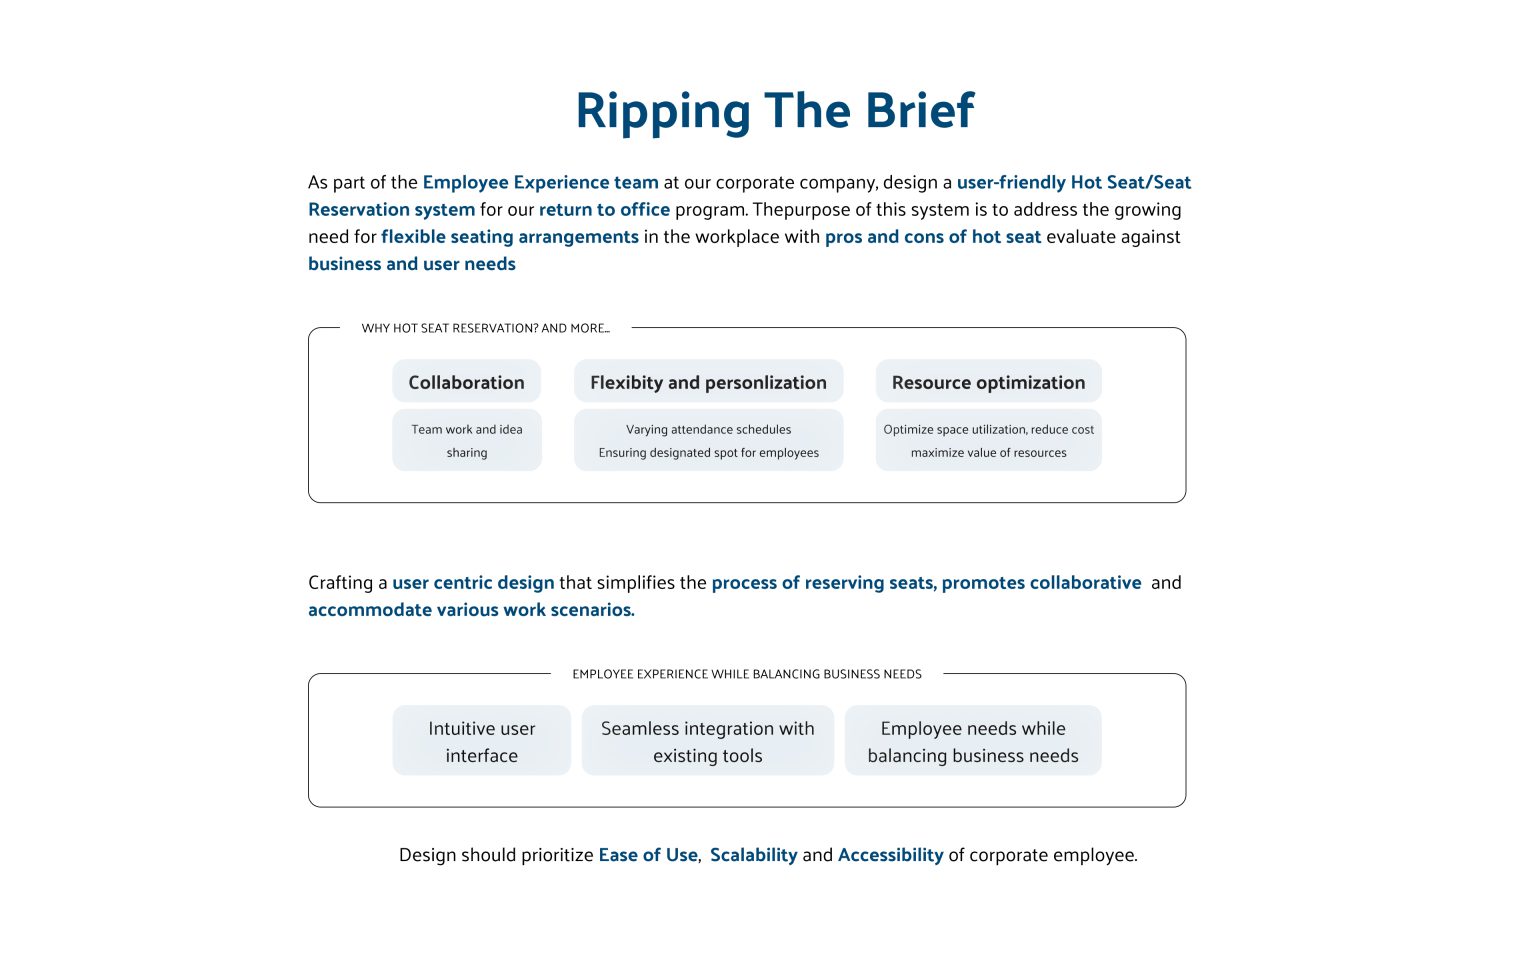 Ripping The Brief
As part of the Employee Experience team at our corporate company, design a user-friendly Hot Seat/Seat
Reservation system for our return to office program. Thepurpose of this system is to address the growing
need for flexible seating arrangements in the workplace with pros and cons of hot seat evaluate against
business and user needs
WHY HOT SEAT RESERVATION? AND MORE...
Collaboration
Team work and idea
sharing
Flexibity and personlization
Varying attendance schedules
Ensuring designated spot for employees
Resource optimization
Optimize space utilization, reduce cost
maximize value of resources
Crafting a user centric design that simplifies the process of reserving seats, promotes collaborative and
accommodate various work scenarios.
EMPLOYEE EXPERIENCE WHILE BALANCING BUSINESS NEEDS
Intuitive user
interface
Seamless integration with
existing tools
Employee needs while
balancing business needs
Design should prioritize Ease of Use, Scalability and Accessibility of corporate employee.